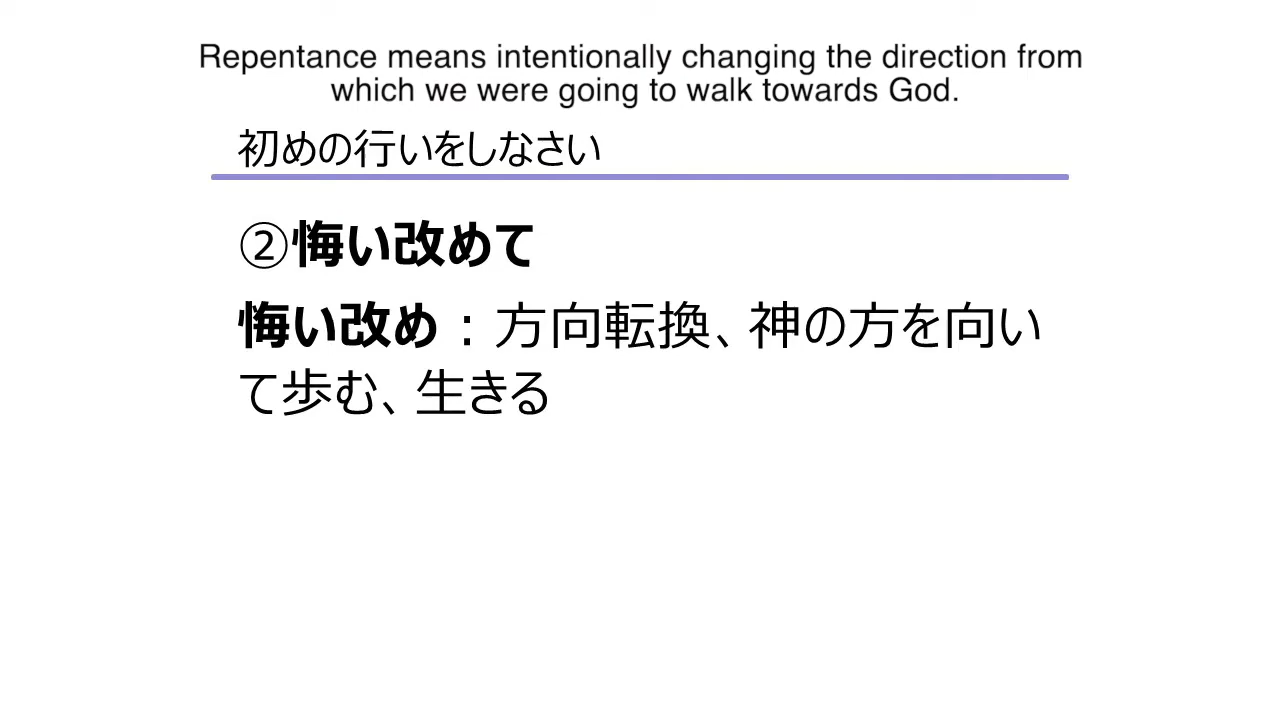 Repentance means intentionally changing the direction from
which we were going to walk towards God.
初めの行いをしなさい
②悔い改めて
悔い改め：方向転換、神の方を向い
て歩む、生きる